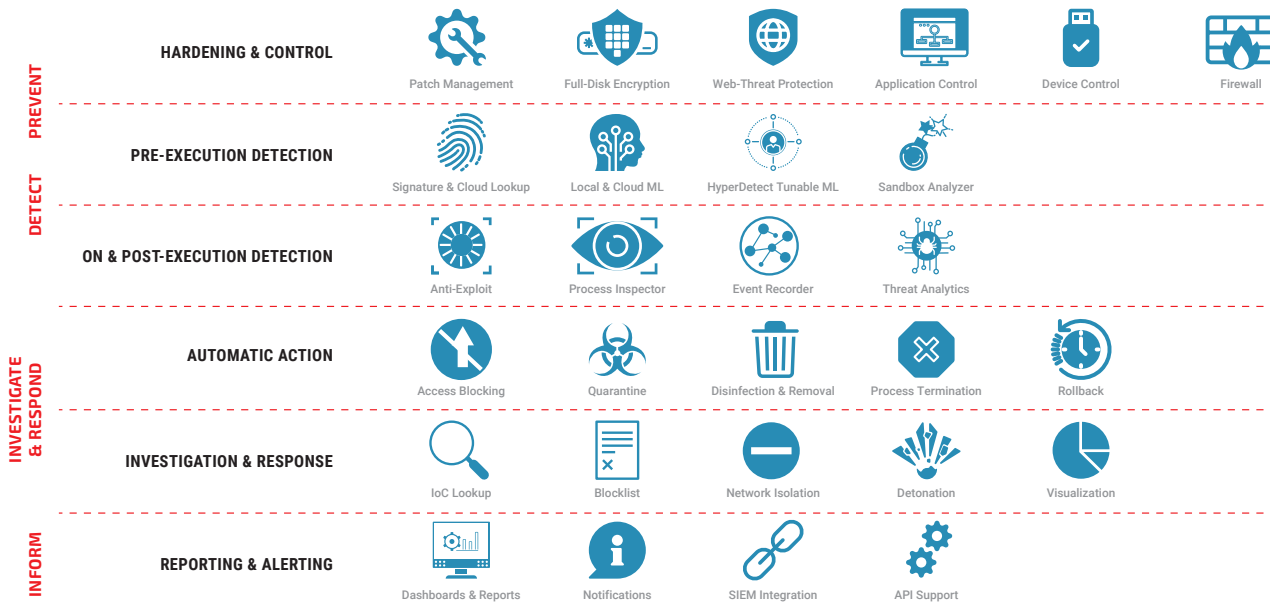 PREVENT
HARDENING & CONTROL
Patch Management
Full-Disk Encryption
Web-Threat Protection
Application Control
Device Control
Firewall
DETECT
PRE-EXECUTION DETECTION
Signature & Cloud Lookup
Local & Cloud ML
HyperDetect Tunable ML
Sandbox Analyzer
ON & POST-EXECUTION DETECTION
Anti-Exploit
Process Inspector
Event Recorder
Threat Analytics
INVESTIGATE
& RESPOND
AUTOMATIC ACTION
Access Blocking
Quarantine
Disinfection & Removal
Process Termination
Rollback
INVESTIGATION & RESPONSE
IoC Lookup
Blocklist
Network Isolation
Detonation
Visualization
INFORM
REPORTING & ALERTING
Dashboards & Reports
Notifications
SIEM Integration
API Support